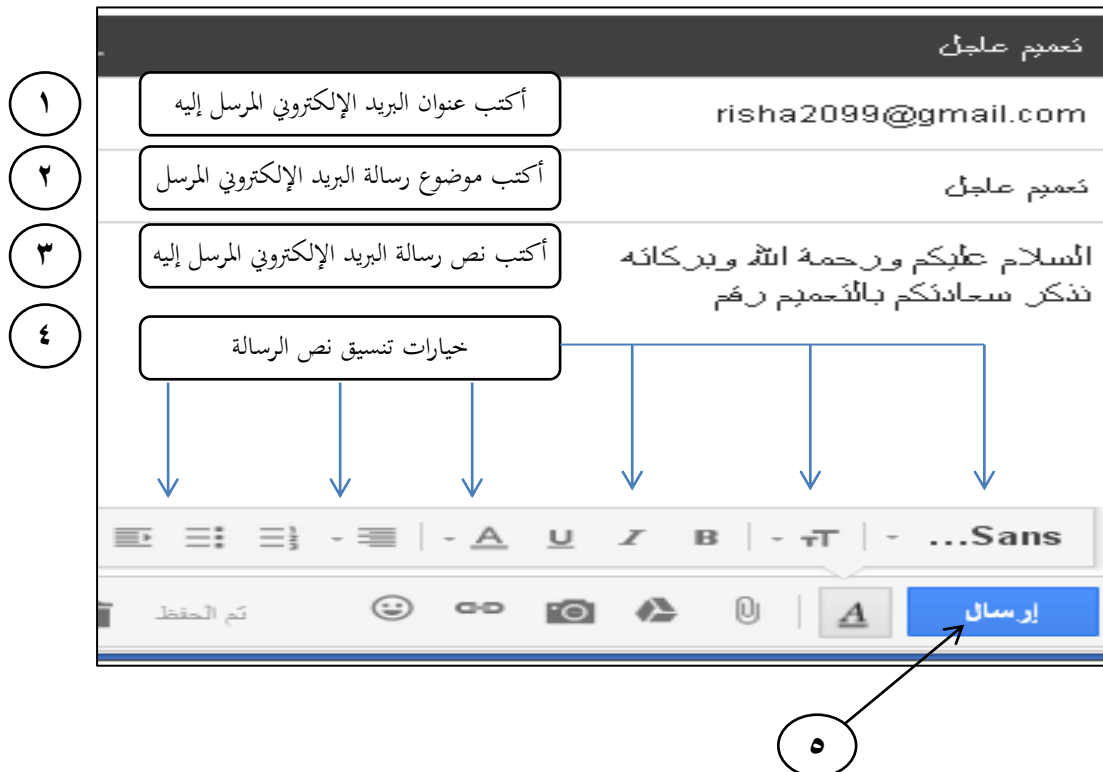 تعميم عاجل
١
أكتب عنوان البريد الإلكتروني المرسل إليه
risha2099@gmail.com
٢
أكتب موضوع رسالة البريد الإلكتروني المرسل
تعميم عاجل
٣
أكتب نص رسالة البريد الإلكتروني المرسل إليه
السلام عليكم ورحمة الله وبركاته
نذكر سعادتكم بالتعميم رقم
٤
خيارات تنسيق نص الرسالة
Sans...
тT
B
I
U
A
إرسال
A
تم الحفظ
٥